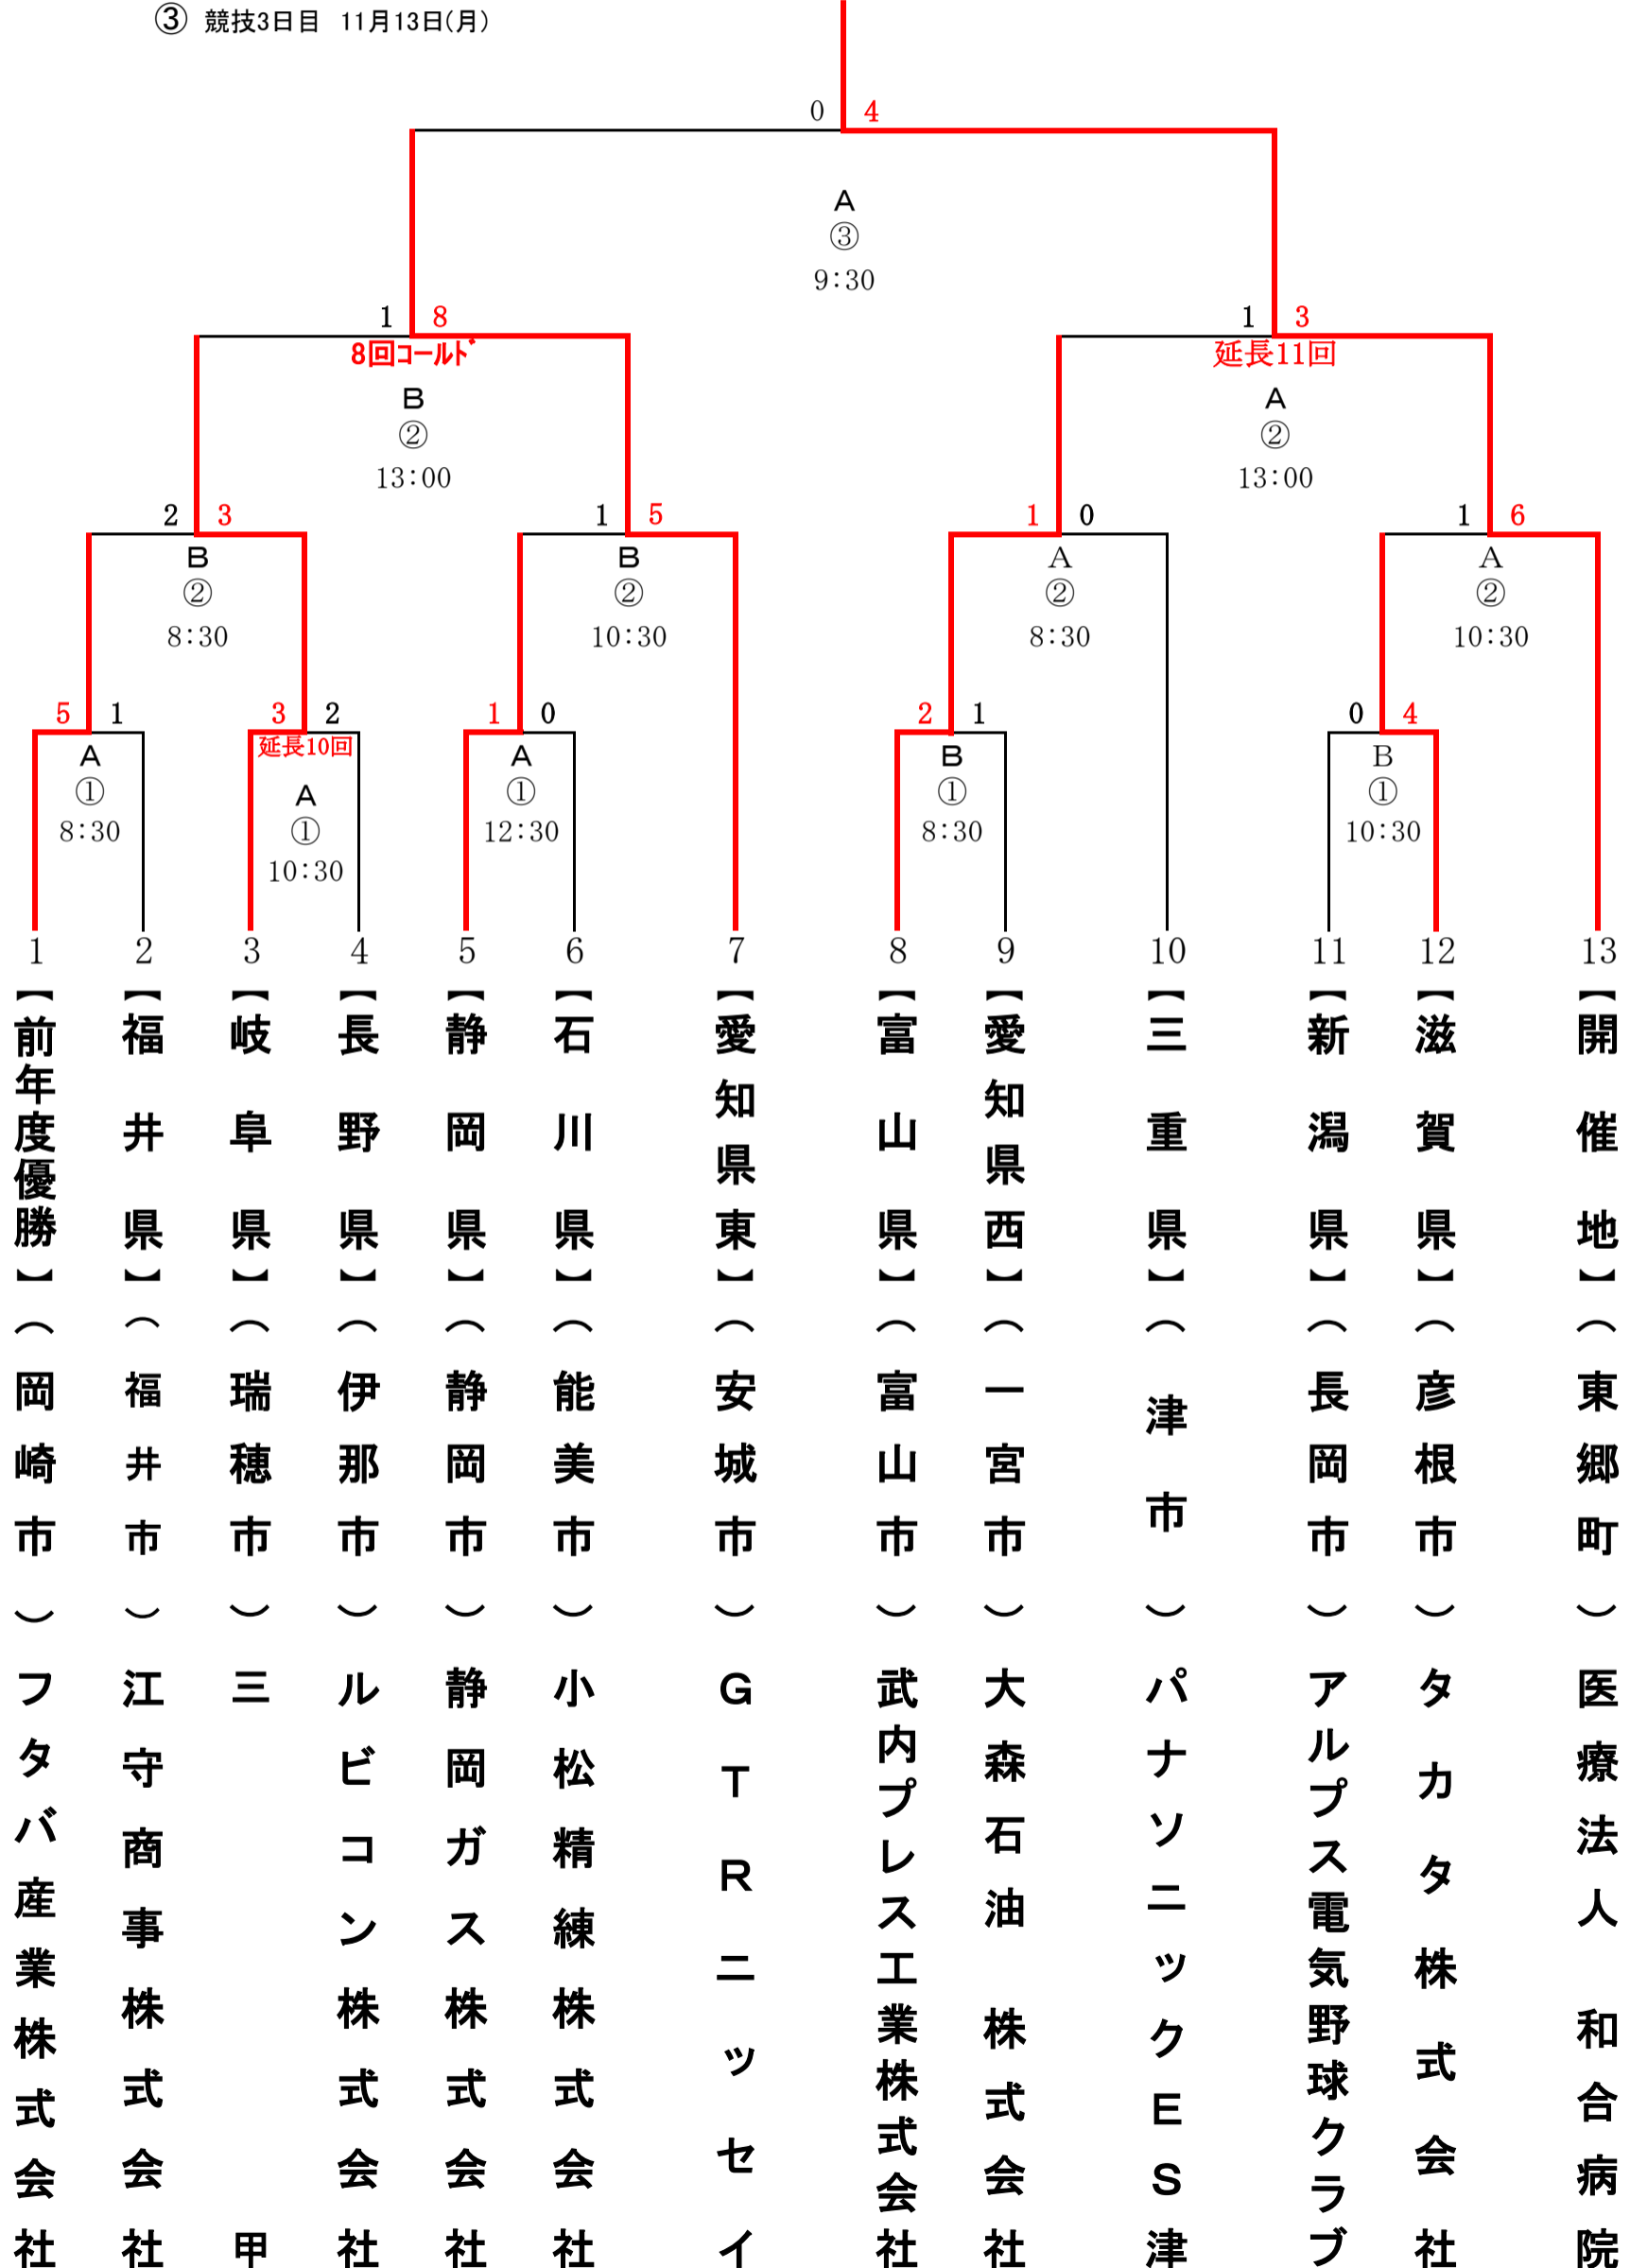 ③ 競技3日目 11月13日(月)
0 4
A
③
9:30
1 8
8回コールド
B
②
13:00
1 3
延長11回
A
②
13:00
2 3
B
②
8:30
1 5
B
②
10:30
1 0
A
②
8:30
1 6
A
②
10:30
5 1
A
①
8:30
3 2
延長10回
A
①
10:30
1 0
A
①
12:30
2 1
B
①
8:30
0 4
B
①
10:30
1 【前年度優勝】(岡崎市)フタバ産業株式会社
2 【福井県】(福井市)江守商事株式会社
3 【岐阜県】(瑞穂市)三甲
4 【長野県】(伊那市)ルビコン株式会社
5 【静岡県】(静岡市)静岡ガス株式会社
6 【石川県】(能美市)小松精練株式会社
7 【愛知県東】(安城市)GTRニッセイ
8 【富山県】(富山市)武内プレス工業株式会社
9 【愛知県西】(一宮市)大森石油 株式会社
10 【三重県】(津市)パナソニックES津
11 【新潟県】(長岡市)アルプス電気野球クラブ
12 【滋賀県】(彦根市)タカタ株式会社
13 【開催地】(東郷町)医療法人 和合病院